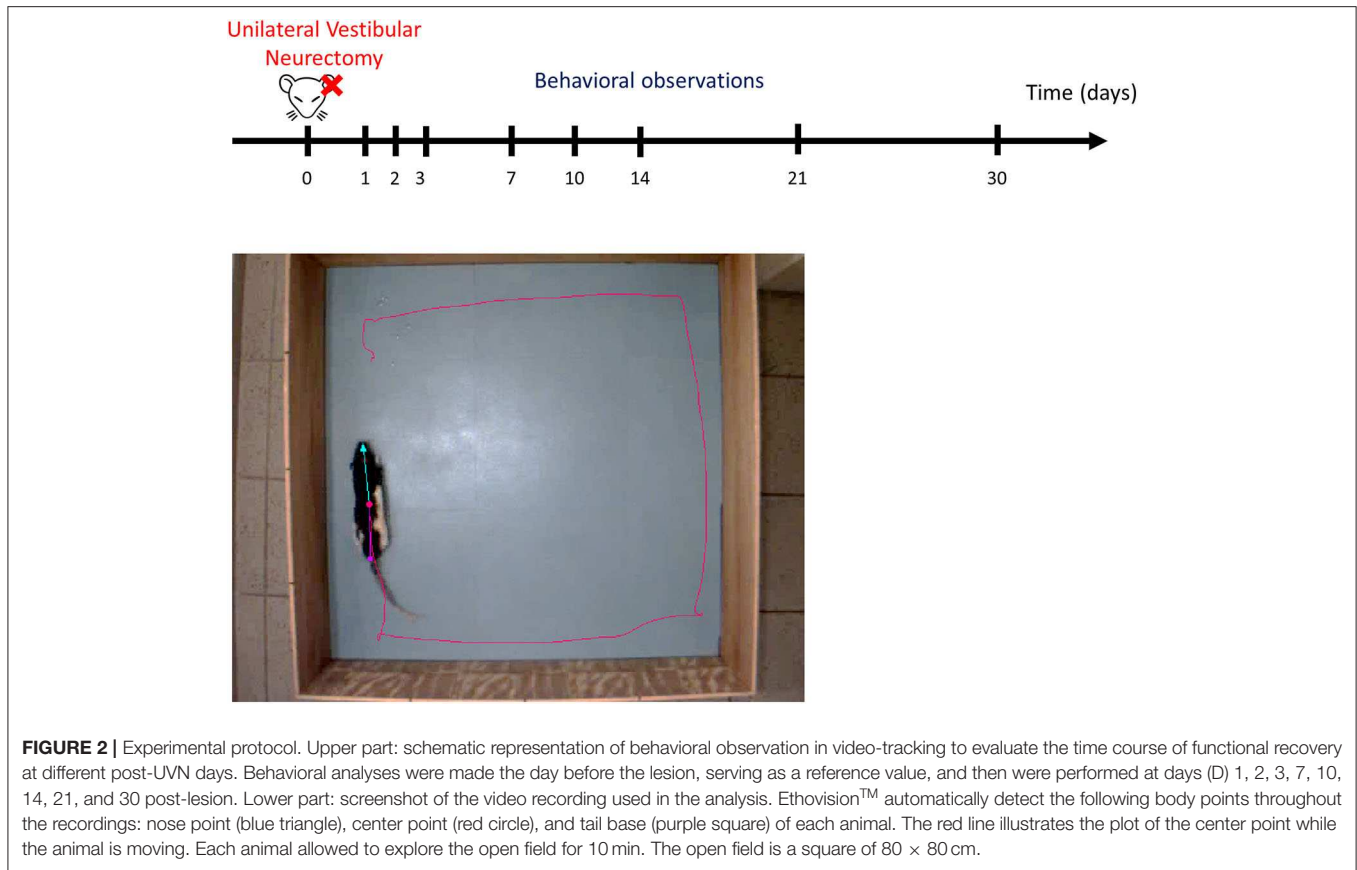 Unilateral Vestibular
Neurectomy
Behavioral observations
Time (days)
0 1 2 3 7 10 14 21 30
FIGURE 2 | Experimental protocol. Upper part: schematic representation of behavioral observation in video-tracking to evaluate the time course of functional recovery
at different post-UVN days. Behavioral analyses were made the day before the lesion, serving as a reference value, and then were performed at days (D) 1, 2, 3, 7, 10,
14, 21, and 30 post-lesion. Lower part: screenshot of the video recording used in the analysis. Ethovision™ automatically detect the following body points throughout
the recordings: nose point (blue triangle), center point (red circle), and tail base (purple square) of each animal. The red line illustrates the plot of the center point while
the animal is moving. Each animal allowed to explore the open field for 10 min. The open field is a square of 80 × 80 cm.